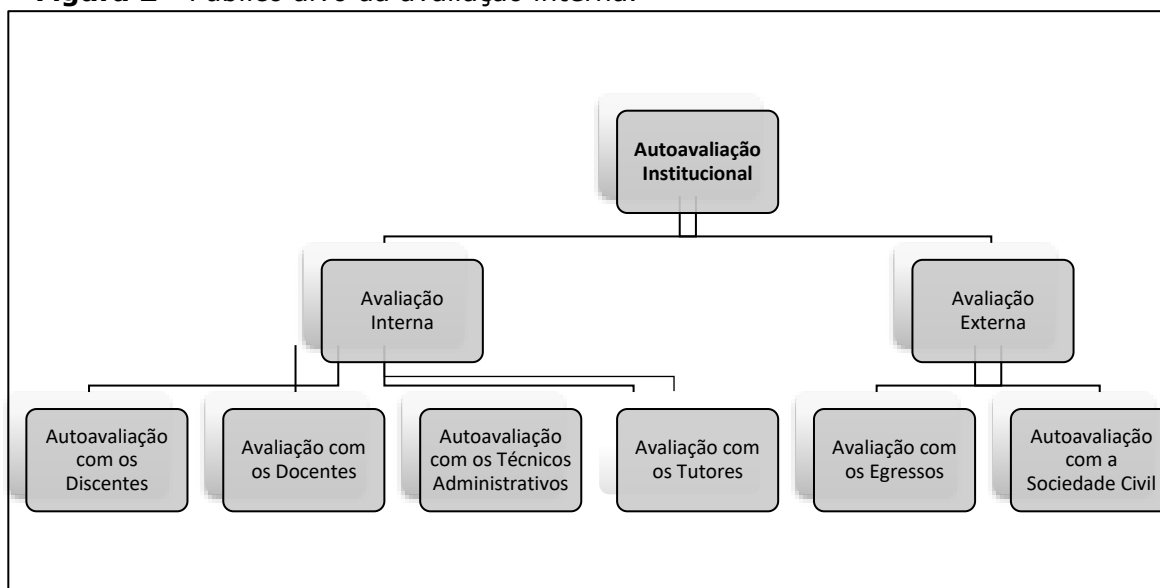 Autoavaliação
Institucional
Avaliação
Interna
Avaliação
Externa
Autoavaliação
com os
Discentes
Avaliação com
os Docentes
Autoavaliação
com os Técnicos
Administrativos
Avaliação com
os Tutores
Avaliação com
os Egressos
Autoavaliação
com a
Sociedade Civil